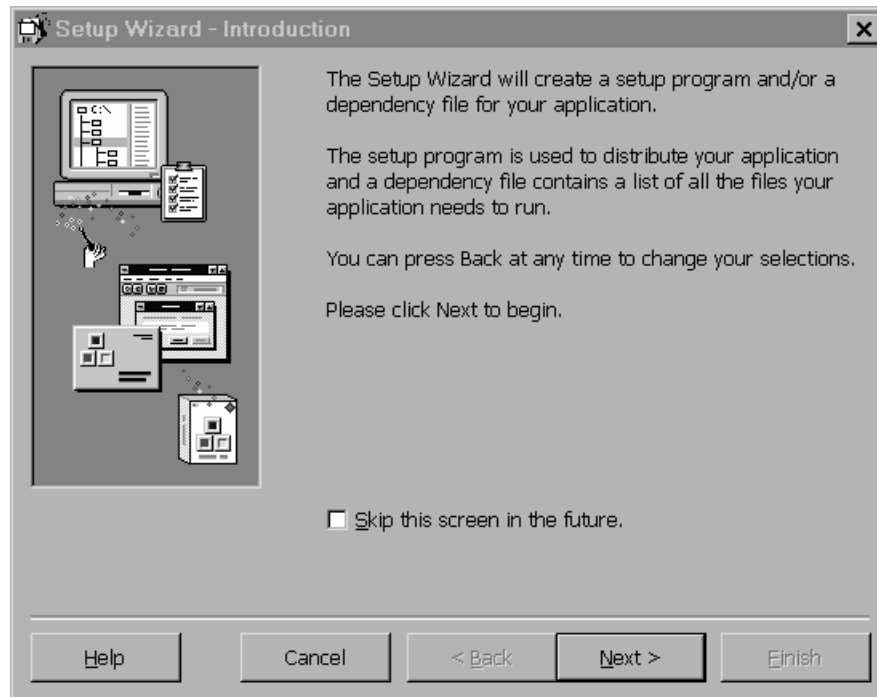 Setup Wizard - Introduction
The Setup Wizard will create a setup program and/or a
dependency file for your application.
The setup program is used to distribute your application
and a dependency file contains a list of all the files your
application needs to run.
You can press Back at any time to change your selections.
Please click Next to begin.
C:\
Skip this screen in the future.
Help
Cancel
< Back
Next >
Finish